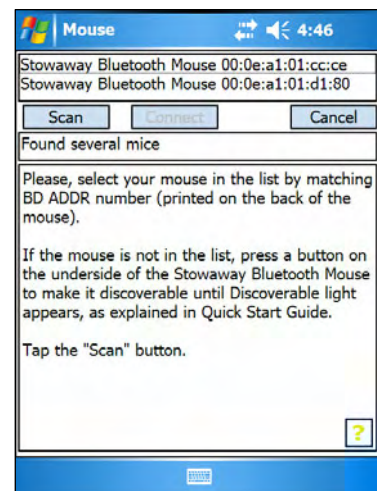 Mouse 4:46
Stowaway Bluetooth Mouse 00:0e:a1:01:cc:ce
Stowaway Bluetooth Mouse 00:0e:a1:01:d1:80
Scan Connect Cancel
Found several mice
Please, select your mouse in the list by matching
BD ADDR number (printed on the back of the
mouse).
If the mouse is not in the list, press a button on
the underside of the Stowaway Bluetooth Mouse
to make it discoverable until Discoverable light
appears, as explained in Quick Start Guide.
Tap the "Scan" button.
?